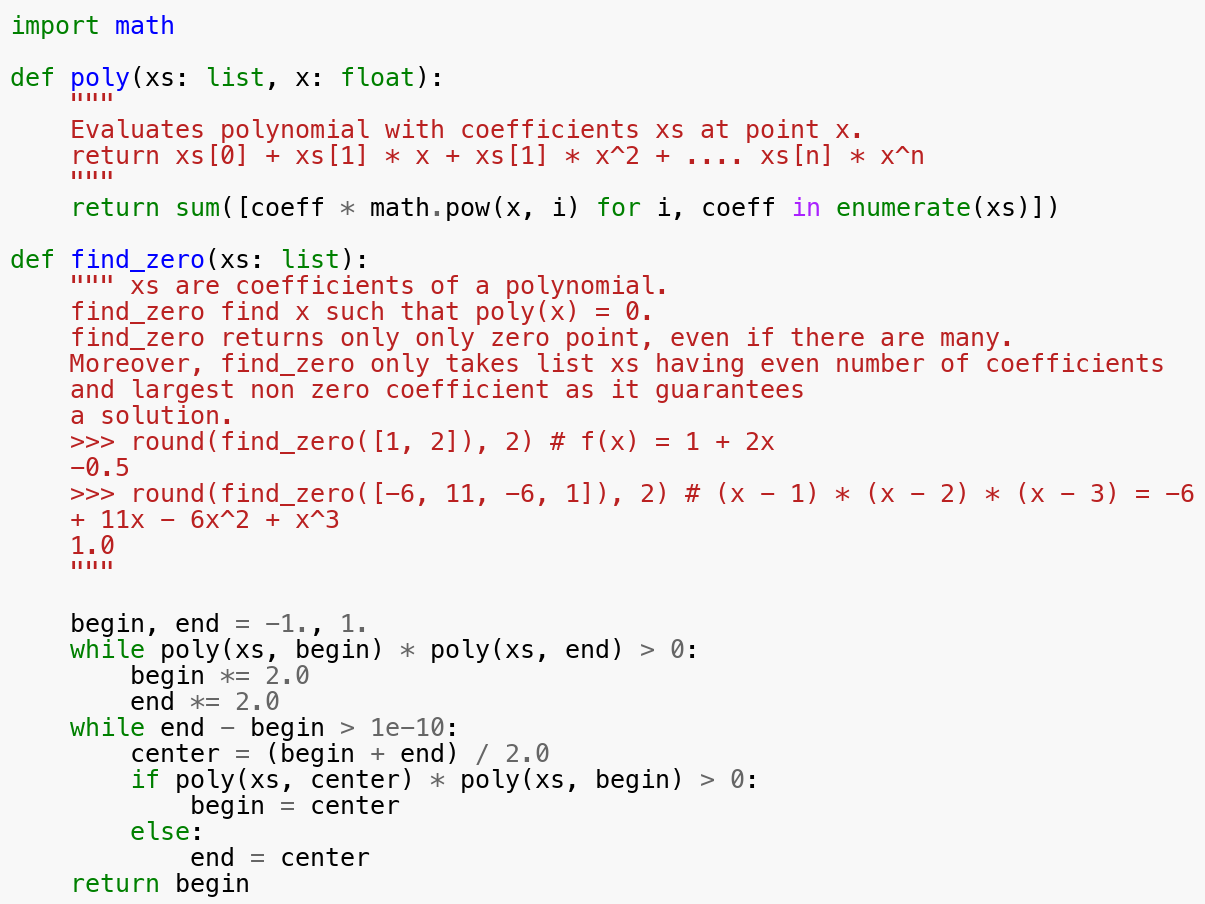 import math

def poly(xs: list, x: float):
    """
    Evaluates polynomial with coefficients xs at point x.
    return xs[0] + xs[1] * x + xs[1] * x^2 + .... xs[n] * x^n
    """
    return sum([coeff * math.pow(x, i) for i, coeff in enumerate(xs)])

def find_zero(xs: list):
    """ xs are coefficients of a polynomial.
    find_zero find x such that poly(x) = 0.
    find_zero returns only only zero point, even if there are many.
    Moreover, find_zero only takes list xs having even number of coefficients
    and largest non zero coefficient as it guarantees
    a solution.
    >>> round(find_zero([1, 2]), 2) # f(x) = 1 + 2x
    −0.5
    >>> round(find_zero([−6, 11, −6, 1]), 2) # (x − 1) * (x − 2) * (x − 3) = −6
    + 11x − 6x^2 + x^3
    1.0
    """

    begin, end = −1., 1.
    while poly(xs, begin) * poly(xs, end) > 0:
        begin *= 2.0
        end *= 2.0
    while end − begin > 1e−10:
        center = (begin + end) / 2.0
        if poly(xs, center) * poly(xs, begin) > 0:
            begin = center
        else:
            end = center
    return begin